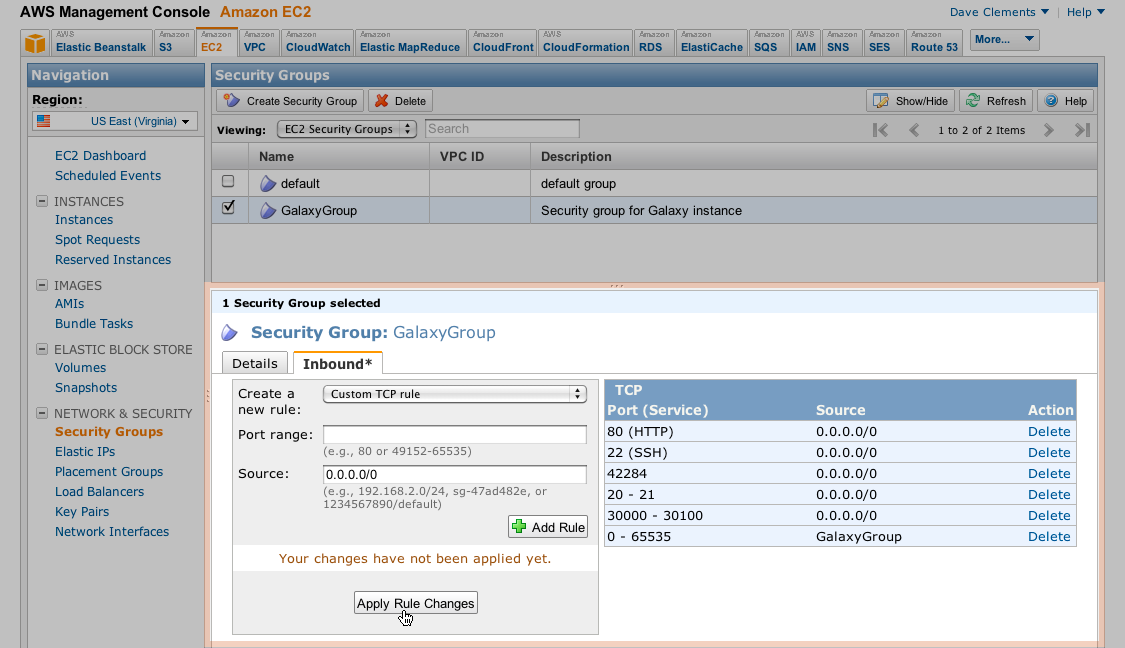 AWS Management Console Amazon EC2
Dave Clements | Help
AWS Elastic Beanstalk
Amazon S3
Amazon EC2
Amazon VPC
Amazon CloudWatch
Amazon Elastic MapReduce
Amazon CloudFront
AWS CloudFormation
Amazon RDS
Amazon ElastiCache
Amazon SQS
AWS IAM
Amazon SNS
Amazon SES
Amazon Route 53
More...
Navigation
Region:
US East (Virginia)
EC2 Dashboard
Scheduled Events
INSTANCES
Instances
Spot Requests
Reserved Instances
IMAGES
AMIs
Bundle Tasks
ELASTIC BLOCK STORE
Volumes
Snapshots
NETWORK & SECURITY
Security Groups
Elastic IPs
Placement Groups
Load Balancers
Key Pairs
Network Interfaces
Security Groups
Create Security Group Delete Show/Hide Refresh Help
Viewing: EC2 Security Groups Search 1 to 2 of 2 Items
Name VPC ID Description
default default group
GalaxyGroup Security group for Galaxy instance
1 Security Group selected
Security Group: GalaxyGroup
Details Inbound*
Create a new rule: Custom TCP rule
Port range:
(e.g., 80 or 49152-65535)
Source: 0.0.0.0/0
(e.g., 192.168.2.0/24, sg-47ad482e, or
1234567890/default)
Add Rule
Your changes have not been applied yet.
Apply Rule Changes
TCP
Port (Service) Source Action
80 (HTTP) 0.0.0.0/0 Delete
22 (SSH) 0.0.0.0/0 Delete
42284 0.0.0.0/0 Delete
20 - 21 0.0.0.0/0 Delete
30000 - 30100 0.0.0.0/0 Delete
0 - 65535 GalaxyGroup Delete